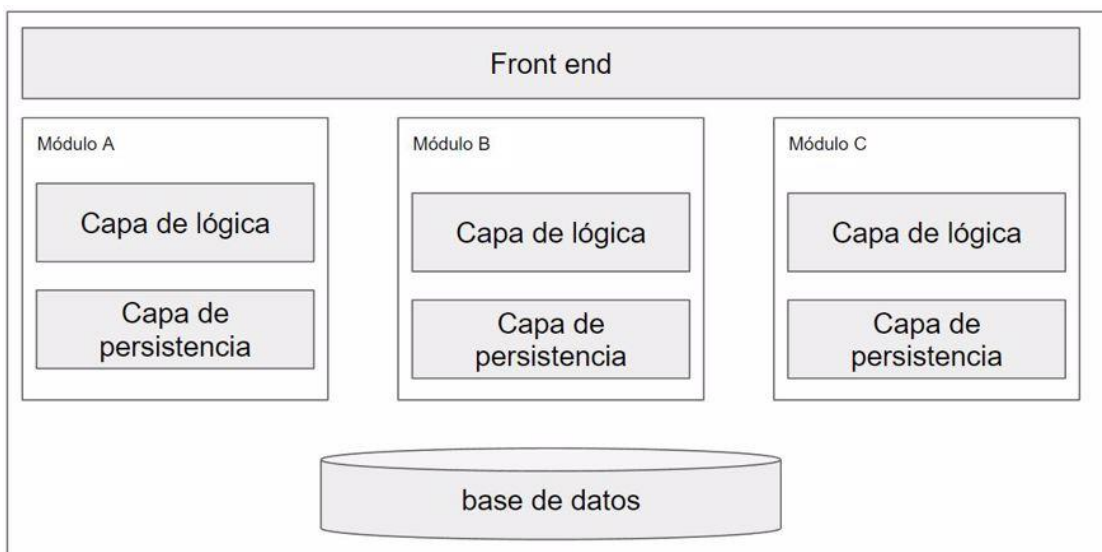 Front end
Módulo A
Capa de lógica
Capa de
persistencia
Módulo B
Capa de lógica
Capa de
persistencia
Módulo C
Capa de lógica
Capa de
persistencia
base de datos